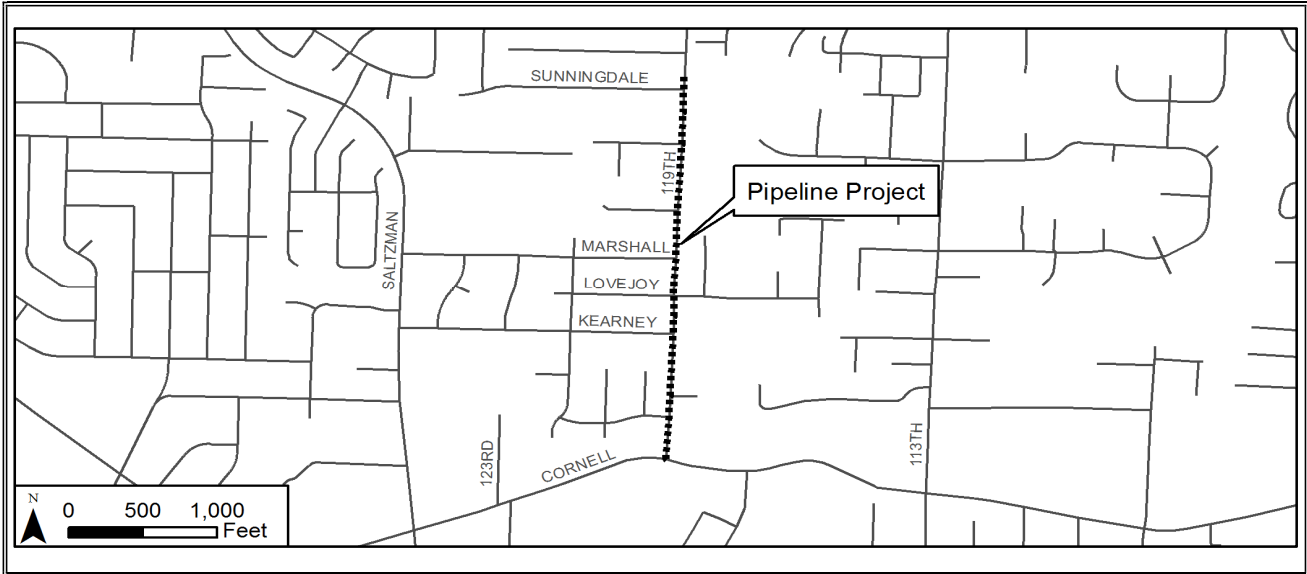 SUNNINGDALE
119TH
Pipeline Project
SALTZMAN
MARSHALL
LOVEJOY
KEARNEY
123RD
CORNELL
113TH
N
0 500 1,000
Feet